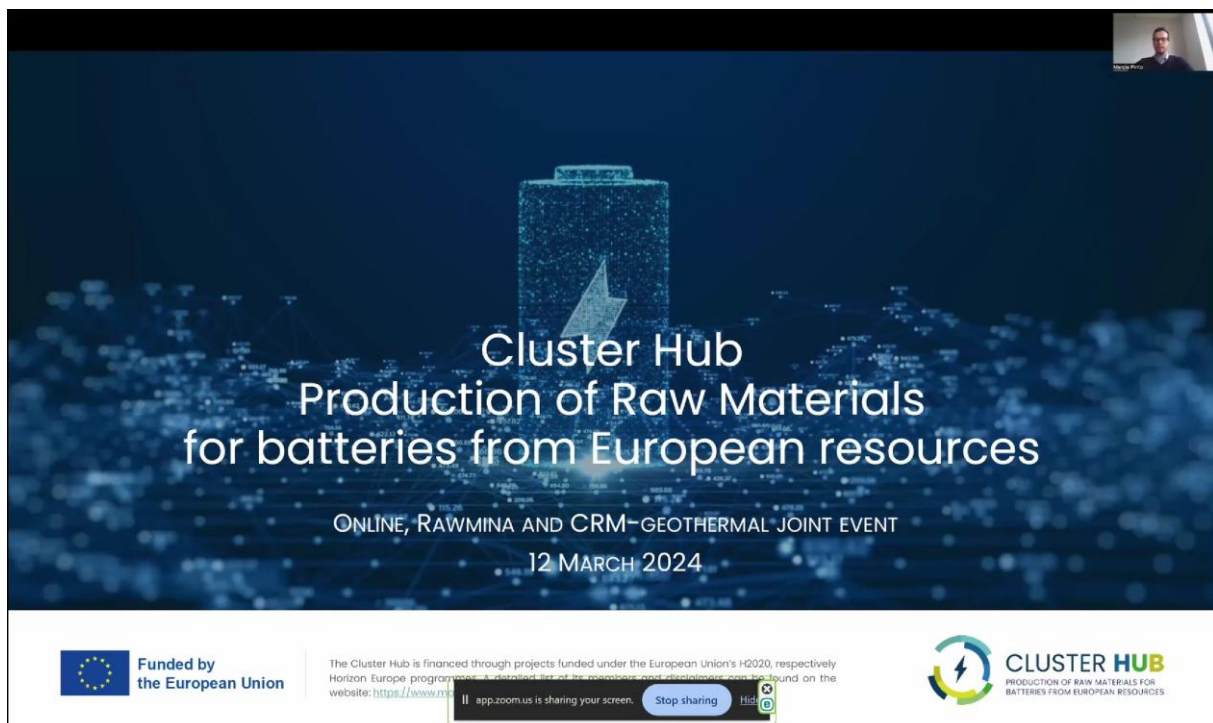 Marcia Pinto
Cluster Hub
Production of Raw Materials
for batteries from European resources
ONLINE, RAWMINA AND CRM-GEOTHERMAL JOINT EVENT
12 MARCH 2024
Funded by
the European Union
The Cluster Hub is financed through projects funded under the European Union's H2020, respectively
Horizon Europe programmes. A detailed list of its members and disclaimers can be found on the
website: https://www.
app.zoom.us is sharing your screen.
Stop sharing
CLUSTER HUB
PRODUCTION OF RAW MATERIALS FOR
BATTERIES FROM EUROPEAN RESOURCES